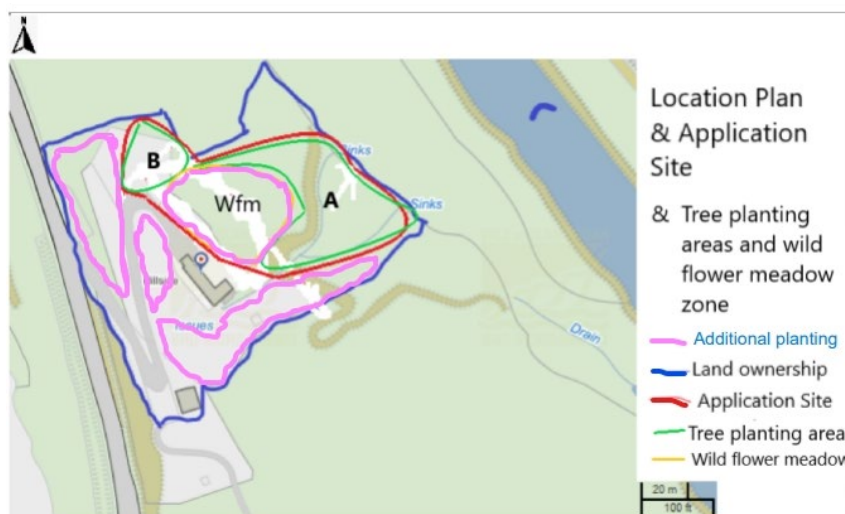 N
Location Plan
& Application
Site
& Tree planting
areas and wild
flower meadow
zone
Additional planting
Land ownership
Application Site
Tree planting area
Wild flower meadow
B
A
Wfm
Sinks
Sinks
Issues
Drain
20 m
100 ft